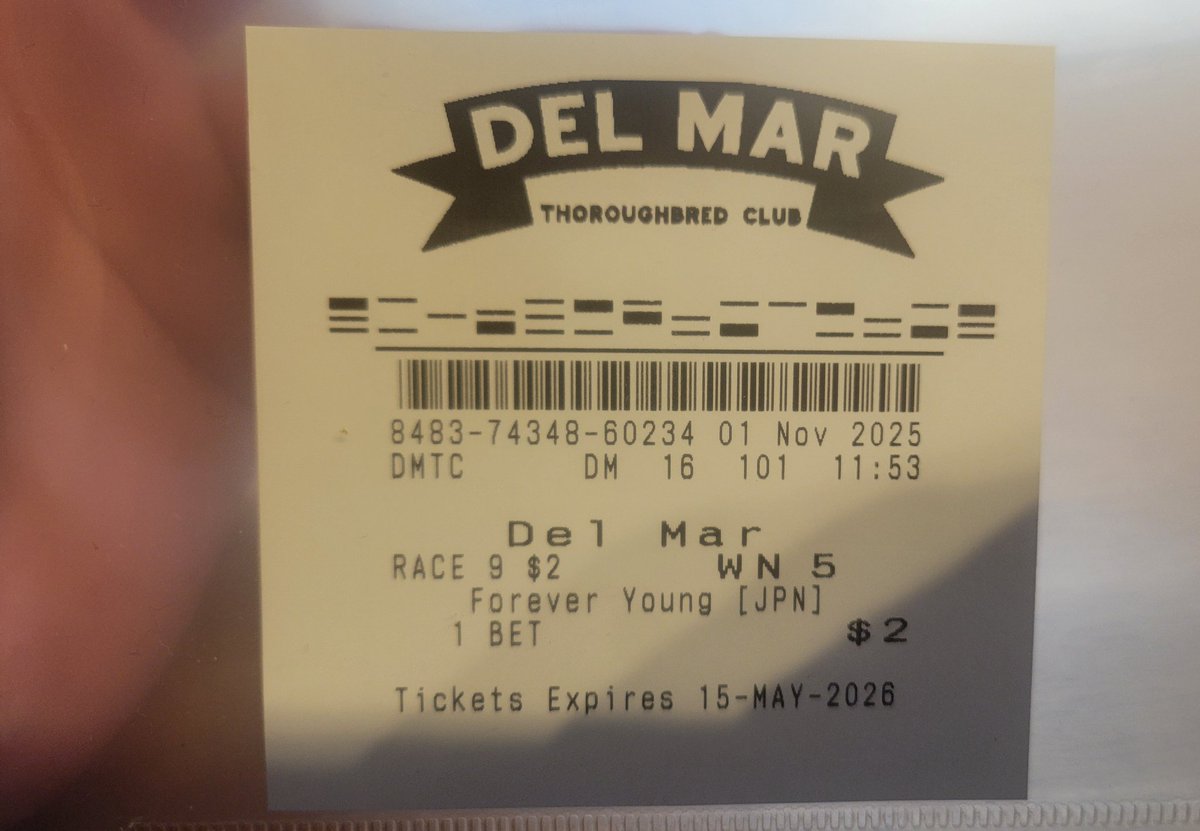 DEL MAR
THOROUGHBRED CLUB
8483-74348-60234 01 Nov 2025
DMTC DM 16 101 11:53
Del Mar
RACE 9 $2 WN 5
Forever Young [JPN]
1 BET $2
Tickets Expires 15-MAY-2026